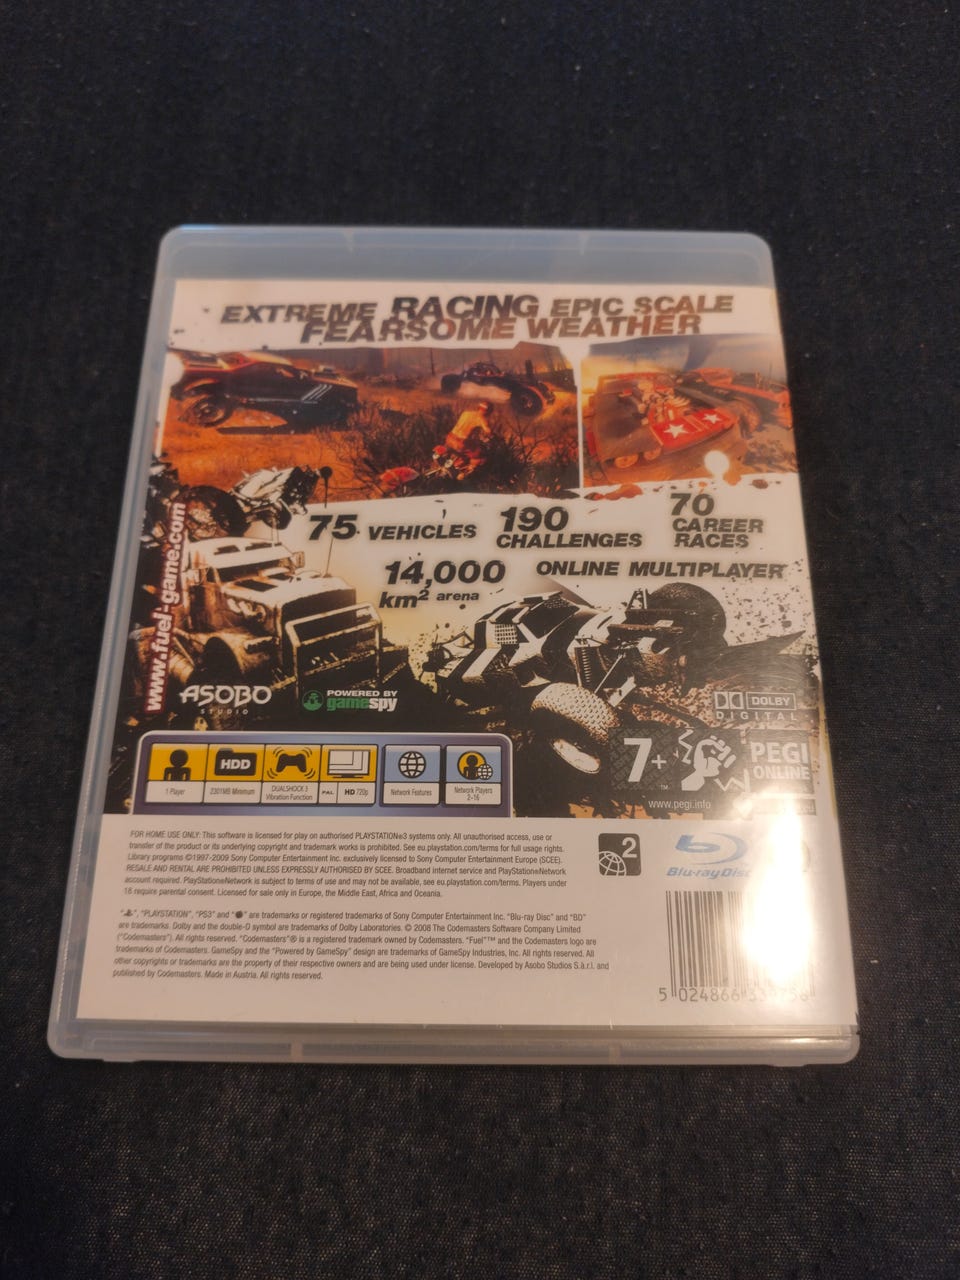 EXTREME RACING EPIC SCALE
FEARSOME WEATHER
75 VEHICLES
190
CHALLENGES
70
CAREER
RACES
14,000
km² arena
ONLINE MULTIPLAYER
www.fuel-game.com
ASOBO
STUDIO
POWERED BY
gamespy
DOLBY
DIGITAL
1 Player
HDD
2301MB Minimum
DUALSHOCK 3
Vibration Function
PAL
HD 720p
Network Features
Network Players
2-16
7+
™
www.pegi.info
PEGI
ONLINE
FOR HOME USE ONLY: This software is licensed for play on authorised PLAYSTATION®3 systems only. All unauthorised access, use or
transfer of the product or its underlying copyright and trademark works is prohibited. See eu.playstation.com/terms for full usage rights.
Library programs ©1997-2009 Sony Computer Entertainment Inc. exclusively licensed to Sony Computer Entertainment Europe (SCEE).
RESALE AND RENTAL ARE PROHIBITED UNLESS EXPRESSLY AUTHORISED BY SCEE. Broadband internet service and PlayStation®Network
account required. PlayStation®Network is subject to terms of use and may not be available, see eu.playstation.com/terms. Players under
18 require parental consent. Licensed for sale only in Europe, the Middle East, Africa and Oceania.
2
Blu-ray Disc
" ", "PLAYSTATION", "PS3" and " " are trademarks or registered trademarks of Sony Computer Entertainment Inc. "Blu-ray Disc" and "BD"
are trademarks. Dolby and the double-D symbol are trademarks of Dolby Laboratories. © 2008 The Codemasters Software Company Limited
("Codemasters"). All rights reserved. "Codemasters"® is a registered trademark owned by Codemasters. "Fuel"™ and the Codemasters logo are
trademarks of Codemasters. GameSpy and the "Powered by GameSpy" design are trademarks of GameSpy Industries, Inc. All rights reserved. All
other copyrights or trademarks are the property of their respective owners and are being used under license. Developed by Asobo Studios S.à.r.l. and
published by Codemasters. Made in Austria. All rights reserved.
5 024866